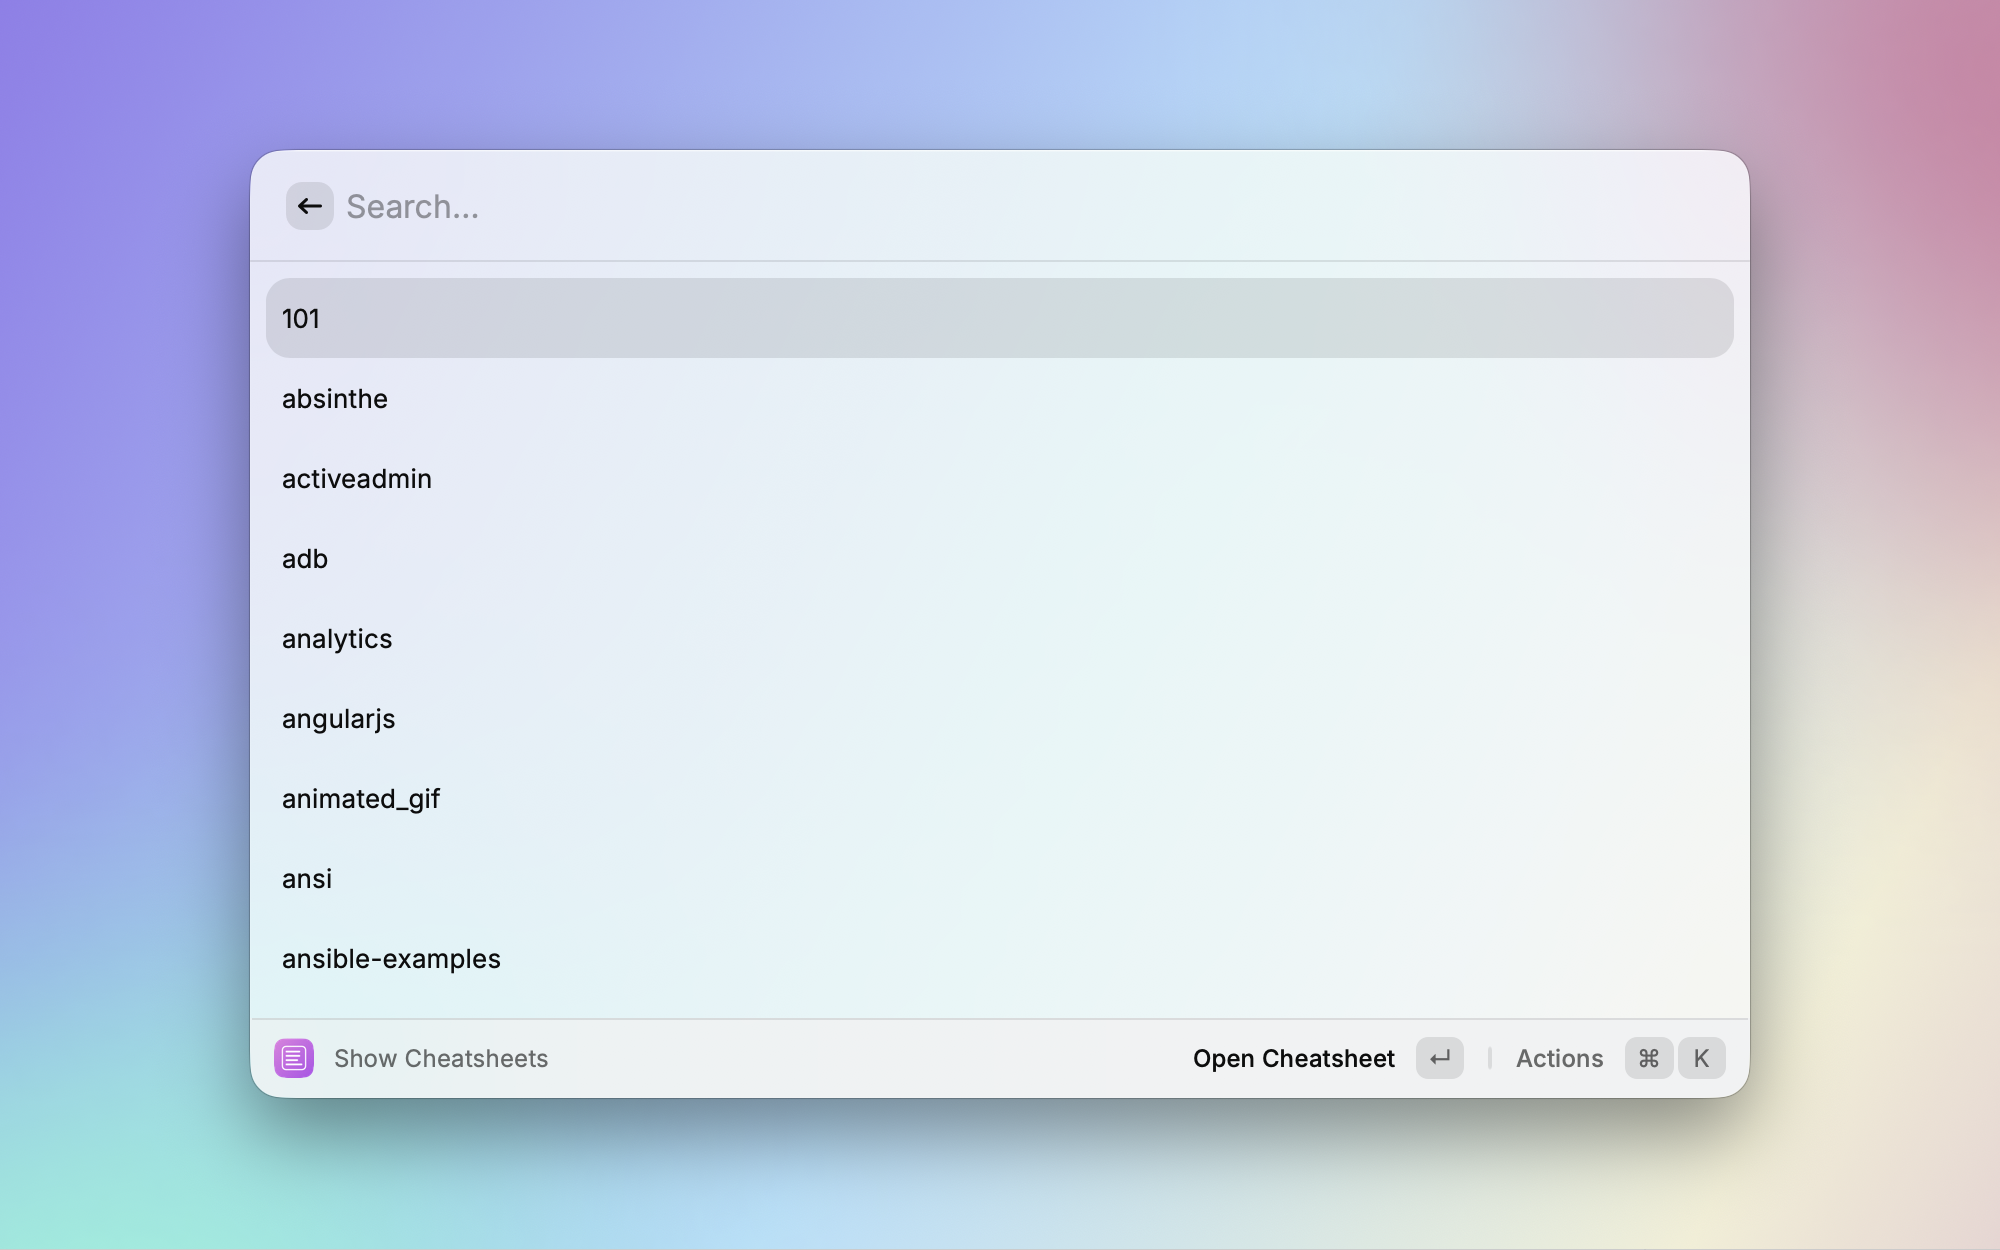 Search...
101
absinthe
activeadmin
adb
analytics
angularjs
animated_gif
ansi
ansible-examples
Show Cheatsheets
Open Cheatsheet ↵
Actions ⌘ K